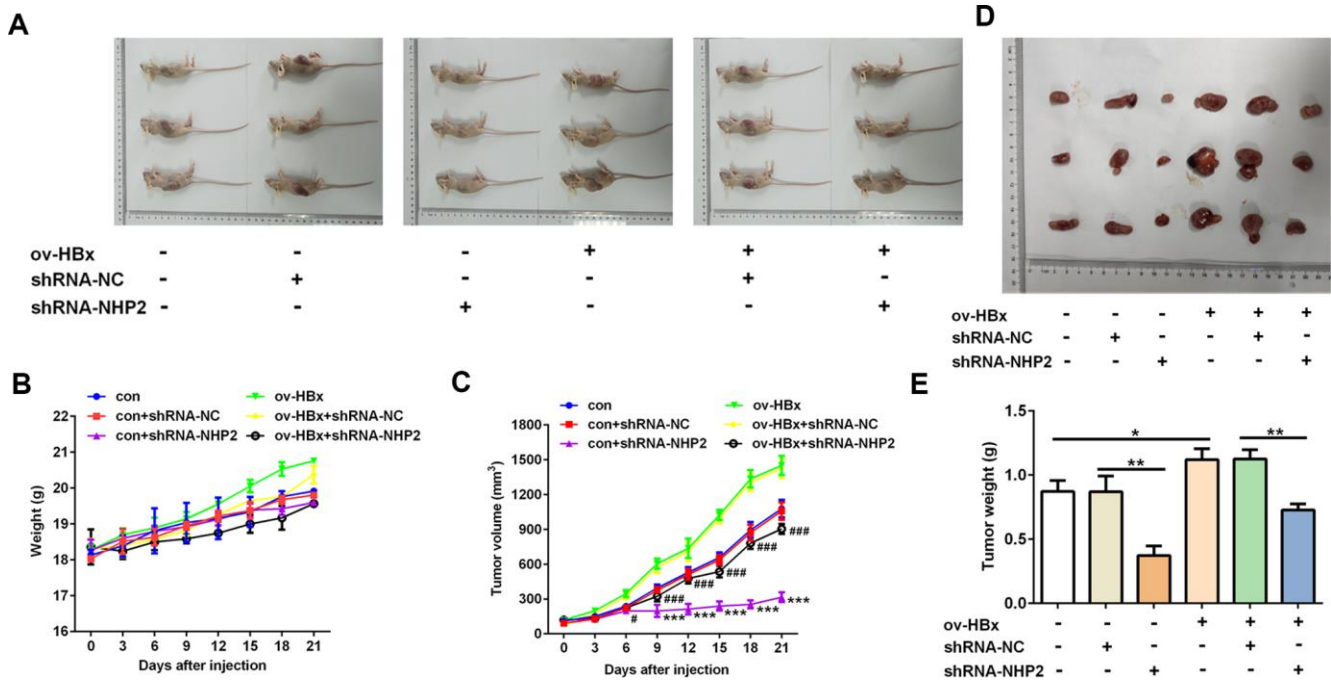 A
ov-HBx - - - + + +
shRNA-NC - + - - + -
shRNA-NHP2 - - + - - +
D
ov-HBx - - - + + +
shRNA-NC - + - - + -
shRNA-NHP2 - - + - - +
B
con
con+shRNA-NC
con+shRNA-NHP2
ov-HBx
ov-HBx+shRNA-NC
ov-HBx+shRNA-NHP2
Weight (g)
22
21
20
19
18
17
16
0 3 6 9 12 15 18 21
Days after injection
C
con
con+shRNA-NC
con+shRNA-NHP2
ov-HBx
ov-HBx+shRNA-NC
ov-HBx+shRNA-NHP2
Tumor volume (mm³)
1800
1500
1200
900
600
300
0
# ### ### ### ### ###
*** *** *** *** ***
0 3 6 9 12 15 18 21
Days after injection
E
Tumor weight (g)
1.5
1.0
0.5
0.0
* ** **
ov-HBx - - - + + +
shRNA-NC - + - - + -
shRNA-NHP2 - - + - - +